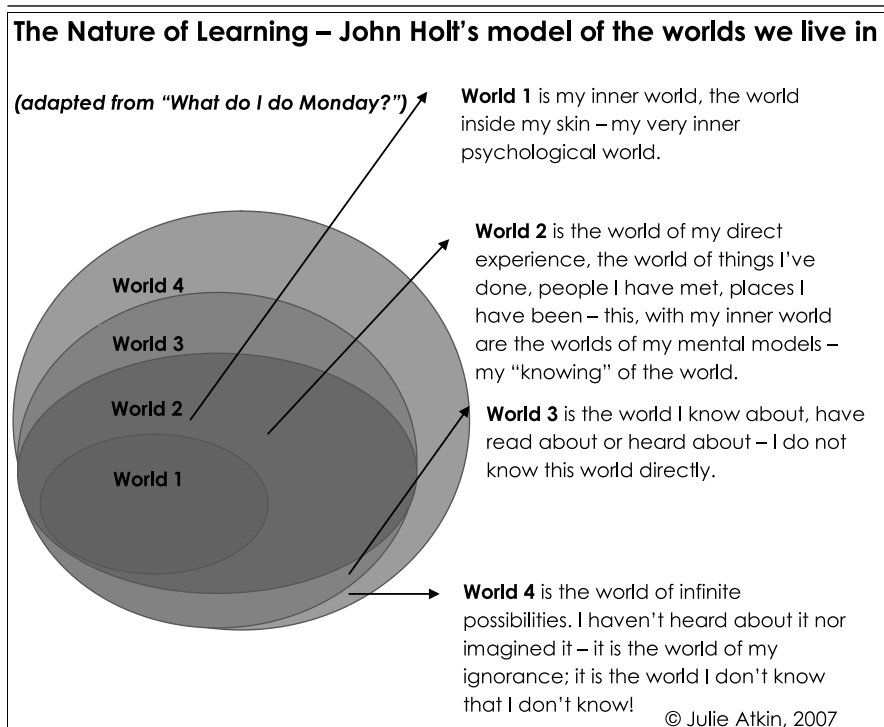 The Nature of Learning – John Holt's model of the worlds we live in
(adapted from "What do I do Monday?")
World 1 is my inner world, the world
inside my skin – my very inner
psychological world.
World 2 is the world of my direct
experience, the world of things I've
done, people I have met, places I
have been – this, with my inner world
are the worlds of my mental models –
my "knowing" of the world.
World 3 is the world I know about, have
read about or heard about – I do not
know this world directly.
World 4 is the world of infinite
possibilities. I haven't heard about it nor
imagined it – it is the world of my
ignorance; it is the world I don't know
that I don't know!
World 4
World 3
World 2
World 1
© Julie Atkin, 2007